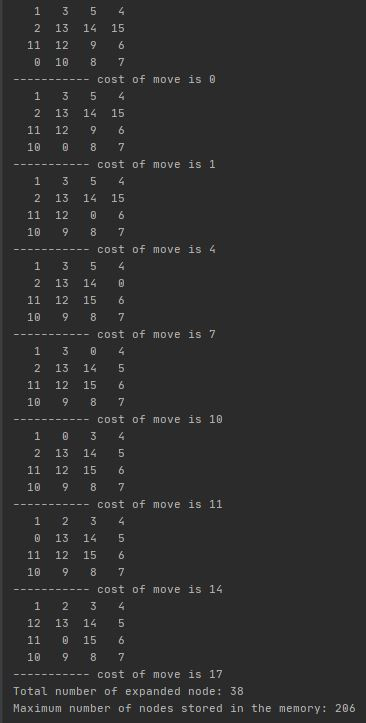 1 3 5 4
2 13 14 15
11 12 9 6
0 10 8 7
----------- cost of move is 0
1 3 5 4
2 13 14 15
11 12 9 6
10 0 8 7
----------- cost of move is 1
1 3 5 4
2 13 14 15
11 12 0 6
10 9 8 7
----------- cost of move is 4
1 3 5 4
2 13 14 0
11 12 15 6
10 9 8 7
----------- cost of move is 7
1 3 0 4
2 13 14 5
11 12 15 6
10 9 8 7
----------- cost of move is 10
1 0 3 4
2 13 14 5
11 12 15 6
10 9 8 7
----------- cost of move is 11
1 2 3 4
0 13 14 5
11 12 15 6
10 9 8 7
----------- cost of move is 14
1 2 3 4
12 13 14 5
11 0 15 6
10 9 8 7
----------- cost of move is 17
Total number of expanded node: 38
Maximum number of nodes stored in the memory: 206